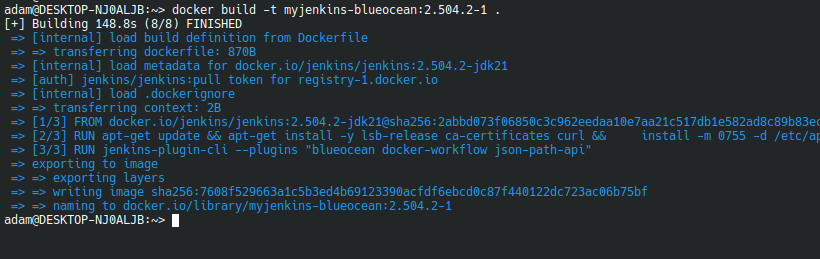 adam@DESKTOP-NJ0ALJB:~> docker build -t myjenkins-blueocean:2.504.2-1 .
[+] Building 148.8s (8/8) FINISHED
=> [internal] load build definition from Dockerfile
=> => transferring dockerfile: 870B
=> [internal] load metadata for docker.io/jenkins/jenkins:2.504.2-jdk21
=> [auth] jenkins/jenkins:pull token for registry-1.docker.io
=> [internal] load .dockerignore
=> => transferring context: 2B
=> [1/3] FROM docker.io/jenkins/jenkins:2.504.2-jdk21@sha256:2abbd073f06850c3c962eedaa10e7aa21c517db1e582ad8c89b83ec
=> [2/3] RUN apt-get update && apt-get install -y lsb-release ca-certificates curl &&     install -m 0755 -d /etc/ap
=> [3/3] RUN jenkins-plugin-cli --plugins "blueocean docker-workflow json-path-api"
=> exporting to image
=> => exporting layers
=> => writing image sha256:7608f529663a1c5b3ed4b69123390acfdf6ebcd0c87f440122dc723ac06b75bf
=> => naming to docker.io/library/myjenkins-blueocean:2.504.2-1
adam@DESKTOP-NJ0ALJB:~>